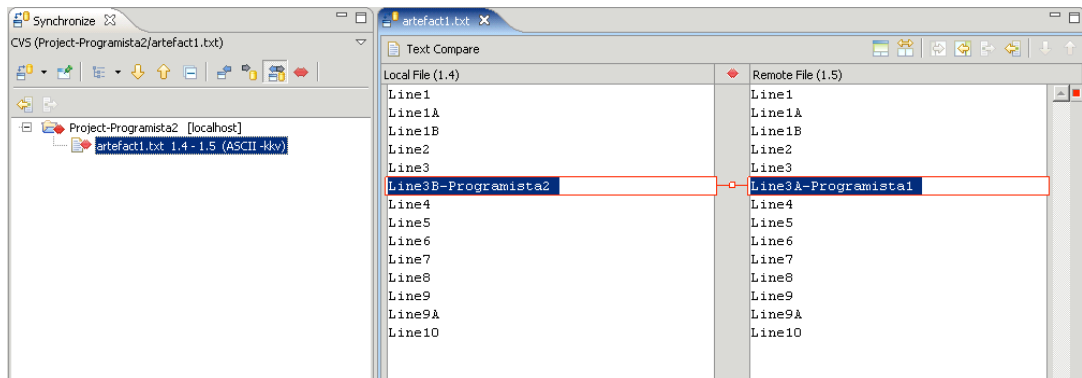 Synchronize
CVS (Project-Programista2/artefact1.txt)
Project-Programista2 [localhost]
artefact1.txt 1.4 - 1.5 (ASCII -kkv)
artefact1.txt
Text Compare
Local File (1.4)
Remote File (1.5)
Line1
Line1A
Line1B
Line2
Line3
Line3B-Programista2
Line4
Line5
Line6
Line7
Line8
Line9
Line9A
Line10
Line1
Line1A
Line1B
Line2
Line3
Line3A-Programista1
Line4
Line5
Line6
Line7
Line8
Line9
Line9A
Line10